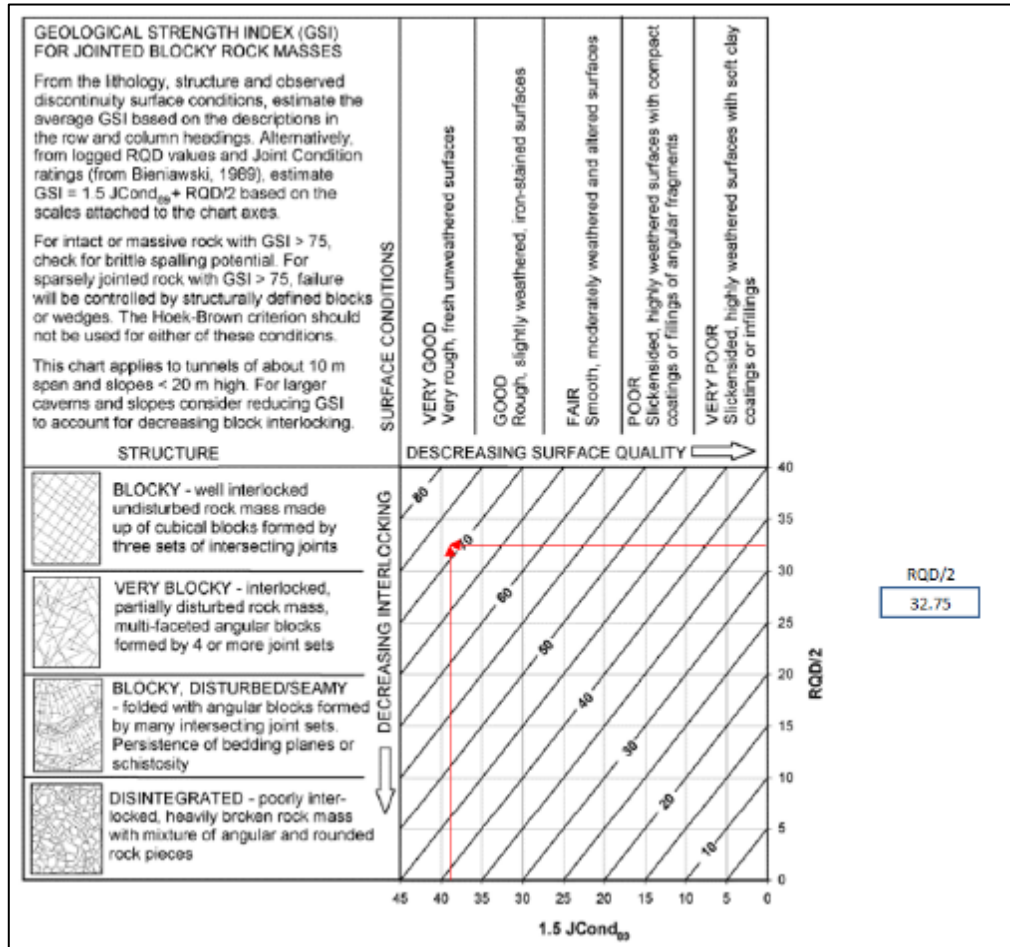 GEOLOGICAL STRENGTH INDEX (GSI)
FOR JOINTED BLOCKY ROCK MASSES
From the lithology, structure and observed
discontinuity surface conditions, estimate the
average GSI based on the descriptions in
the row and column headings. Alternatively,
from logged RQD values and Joint Condition
ratings (from Bieniawski, 1989), estimate
GSI = 1.5 JCond₈₉ + RQD/2 based on the
scales attached to the chart axes.
For intact or massive rock with GSI > 75,
check for brittle spalling potential. For
sparsely jointed rock with GSI > 75, failure
will be controlled by structurally defined blocks
or wedges. The Hoek-Brown criterion should
not be used for either of these conditions.
This chart applies to tunnels of about 10 m
span and slopes < 20 m high. For larger
caverns and slopes consider reducing GSI
to account for decreasing block interlocking.
SURFACE CONDITIONS
VERY GOOD
Very rough, fresh unweathered surfaces
GOOD
Rough, slightly weathered, iron-stained surfaces
FAIR
Smooth, moderately weathered and altered surfaces
POOR
Slickensided, highly weathered surfaces with compact
coatings or fillings of angular fragments
VERY POOR
Slickensided, highly weathered surfaces with soft clay
coatings or infillings
STRUCTURE
DESCREASING SURFACE QUALITY
BLOCKY - well interlocked
undisturbed rock mass made
up of cubical blocks formed by
three sets of intersecting joints
VERY BLOCKY - interlocked,
partially disturbed rock mass,
multi-faceted angular blocks
formed by 4 or more joint sets
BLOCKY, DISTURBED/SEAMY
- folded with angular blocks formed
by many intersecting joint sets.
Persistence of bedding planes or
schistosity
DISINTEGRATED - poorly inter-
locked, heavily broken rock mass
with mixture of angular and rounded
rock pieces
DECREASING INTERLOCKING
80
70
60
50
40
30
20
10
40
35
30
25
20
15
10
5
0
RQD/2
45
40
35
30
25
20
15
10
5
0
1.5 JCond₈₉
RQD/2
32.75